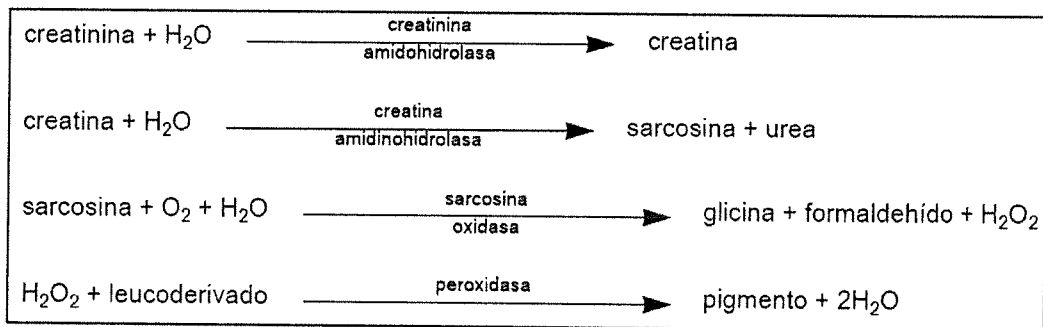 creatinina + H₂O creatinina amidohidrolasa creatina
creatina + H₂O creatina amidinohidrolasa sarcosina + urea
sarcosina + O₂ + H₂O sarcosina oxidasa glicina + formaldehído + H₂O₂
H₂O₂ + leucoderivado peroxidasa pigmento + 2H₂O